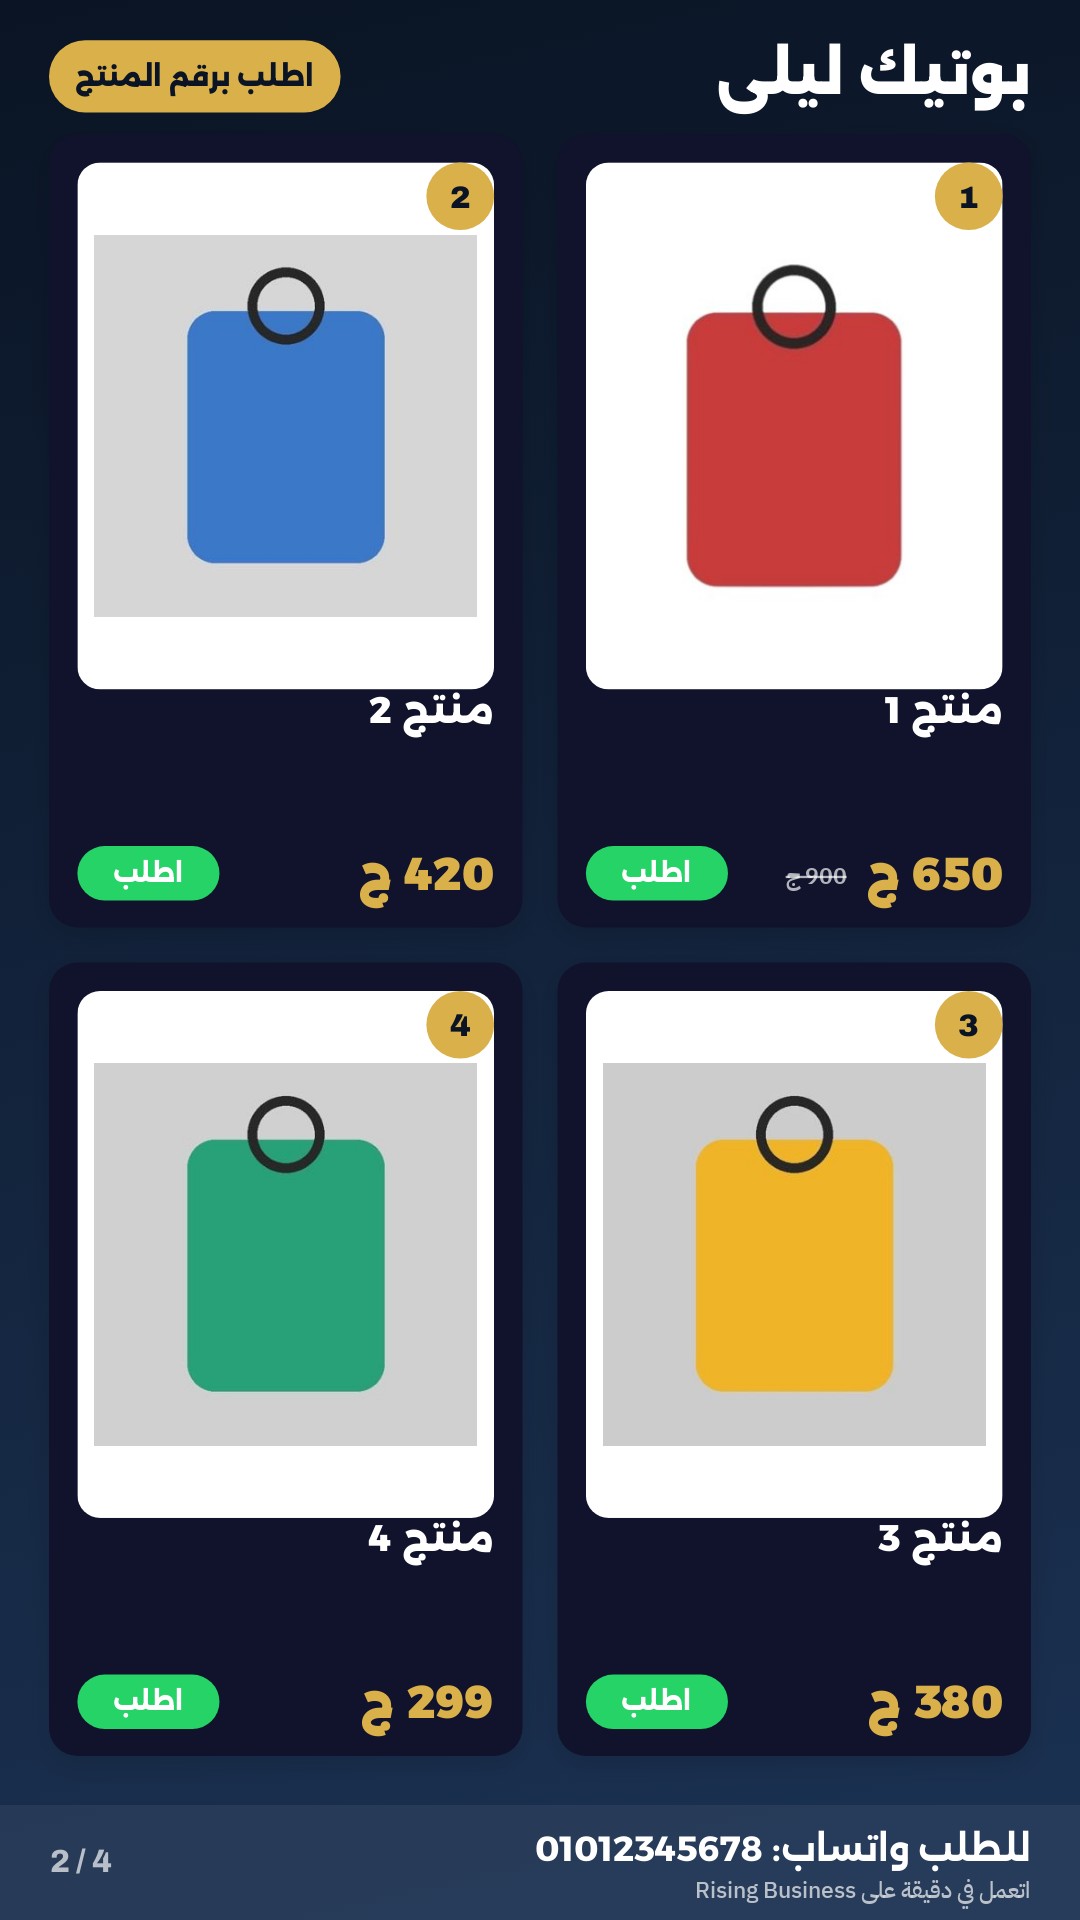 بوتيك ليلى
اطلب برقم المنتج
1
منتج 1
650 ج 900 ج
اطلب
2
منتج 2
420 ج
اطلب
3
منتج 3
380 ج
اطلب
4
منتج 4
299 ج
اطلب
للطلب واتساب: 01012345678
اتعمل في دقيقة على Rising Business
2 / 4